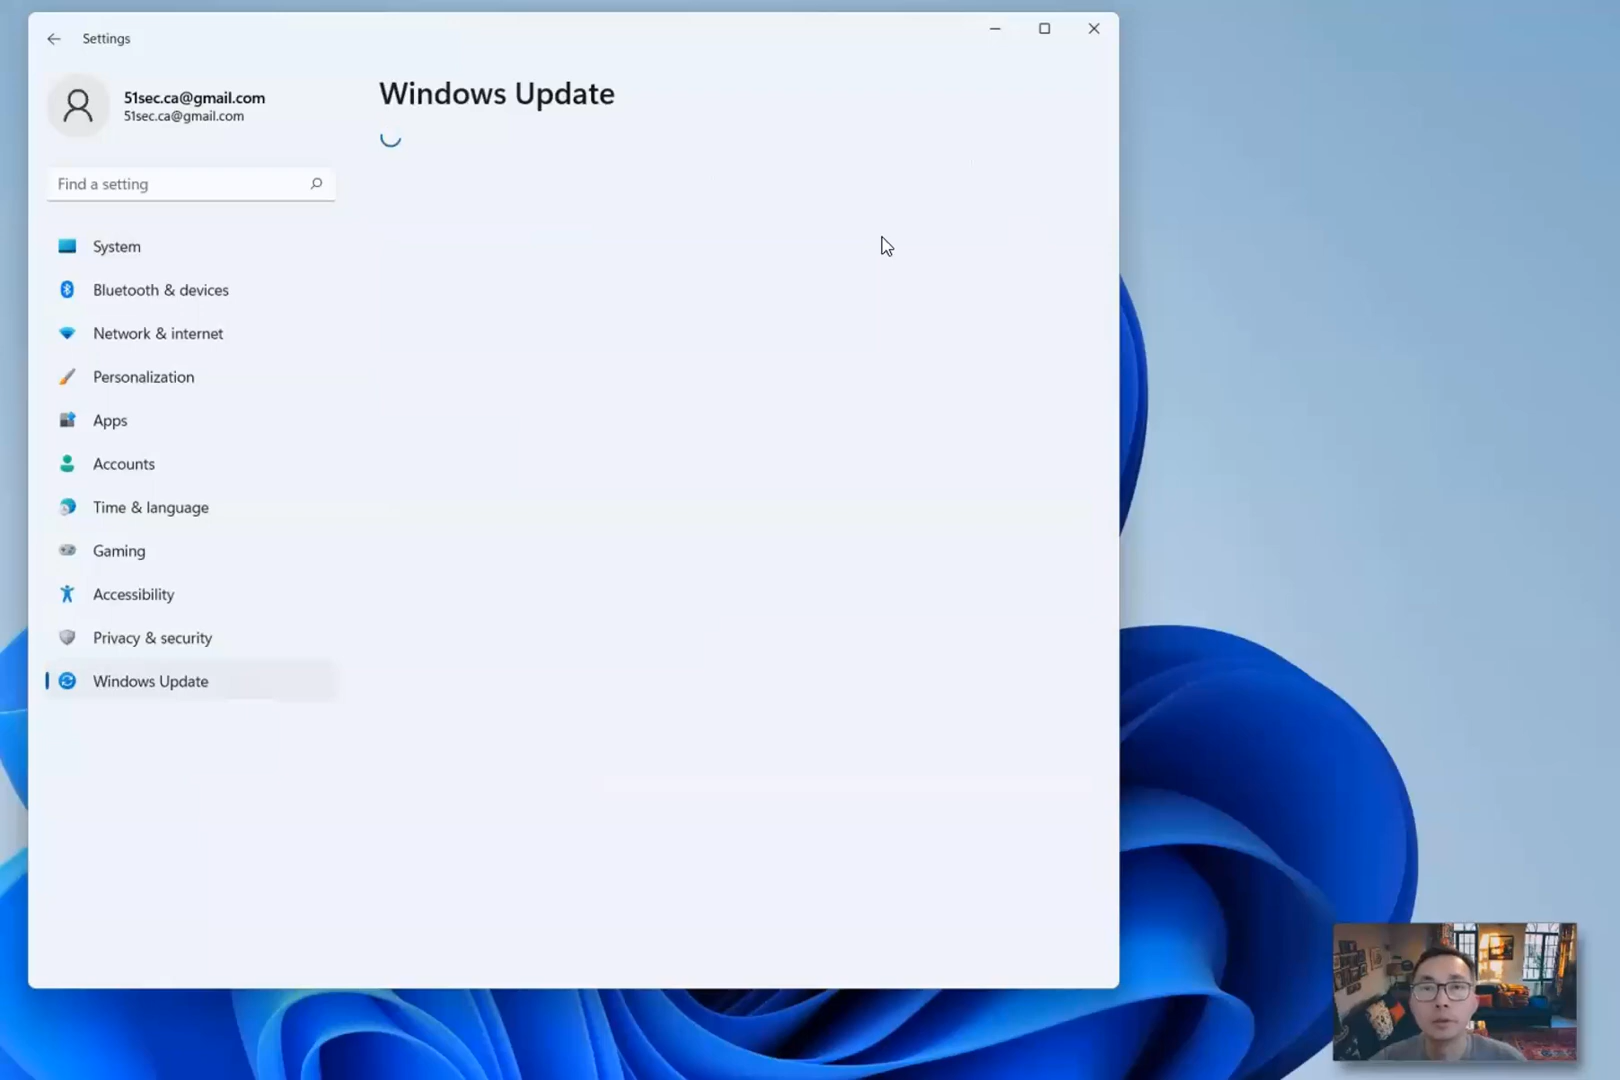 Settings
51sec.ca@gmail.com
51sec.ca@gmail.com
Find a setting
System
Bluetooth & devices
Network & internet
Personalization
Apps
Accounts
Time & language
Gaming
Accessibility
Privacy & security
Windows Update
Windows Update